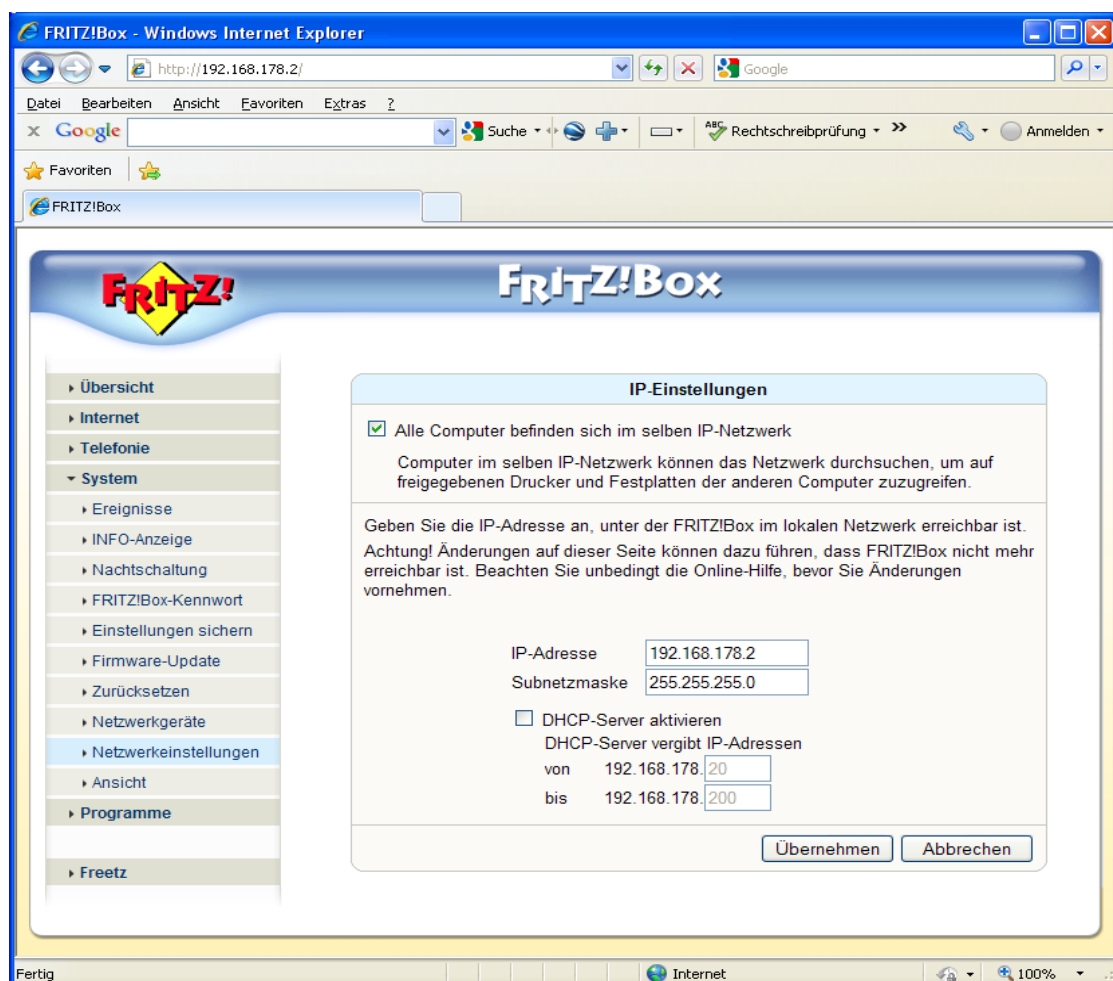 FRITZ!Box - Windows Internet Explorer
http://192.168.178.2/
Google
Datei Bearbeiten Ansicht Favoriten Extras ?
x Google Suche ABC Rechtschreibprüfung >> Anmelden
Favoriten
FRITZ!Box
FRITZ!
FRITZ!Box
Übersicht
Internet
Telefonie
System
Ereignisse
INFO-Anzeige
Nachtschaltung
FRITZ!Box-Kennwort
Einstellungen sichern
Firmware-Update
Zurücksetzen
Netzwerkgeräte
Netzwerkeinstellungen
Ansicht
Programme
Freetz
IP-Einstellungen
Alle Computer befinden sich im selben IP-Netzwerk
Computer im selben IP-Netzwerk können das Netzwerk durchsuchen, um auf
freigegebenen Drucker und Festplatten der anderen Computer zuzugreifen.
Geben Sie die IP-Adresse an, unter der FRITZ!Box im lokalen Netzwerk erreichbar ist.
Achtung! Änderungen auf dieser Seite können dazu führen, dass FRITZ!Box nicht mehr
erreichbar ist. Beachten Sie unbedingt die Online-Hilfe, bevor Sie Änderungen
vornehmen.
IP-Adresse 192.168.178.2
Subnetzmaske 255.255.255.0
DHCP-Server aktivieren
DHCP-Server vergibt IP-Adressen
von 192.168.178.20
bis 192.168.178.200
Übernehmen Abbrechen
Fertig Internet 100%